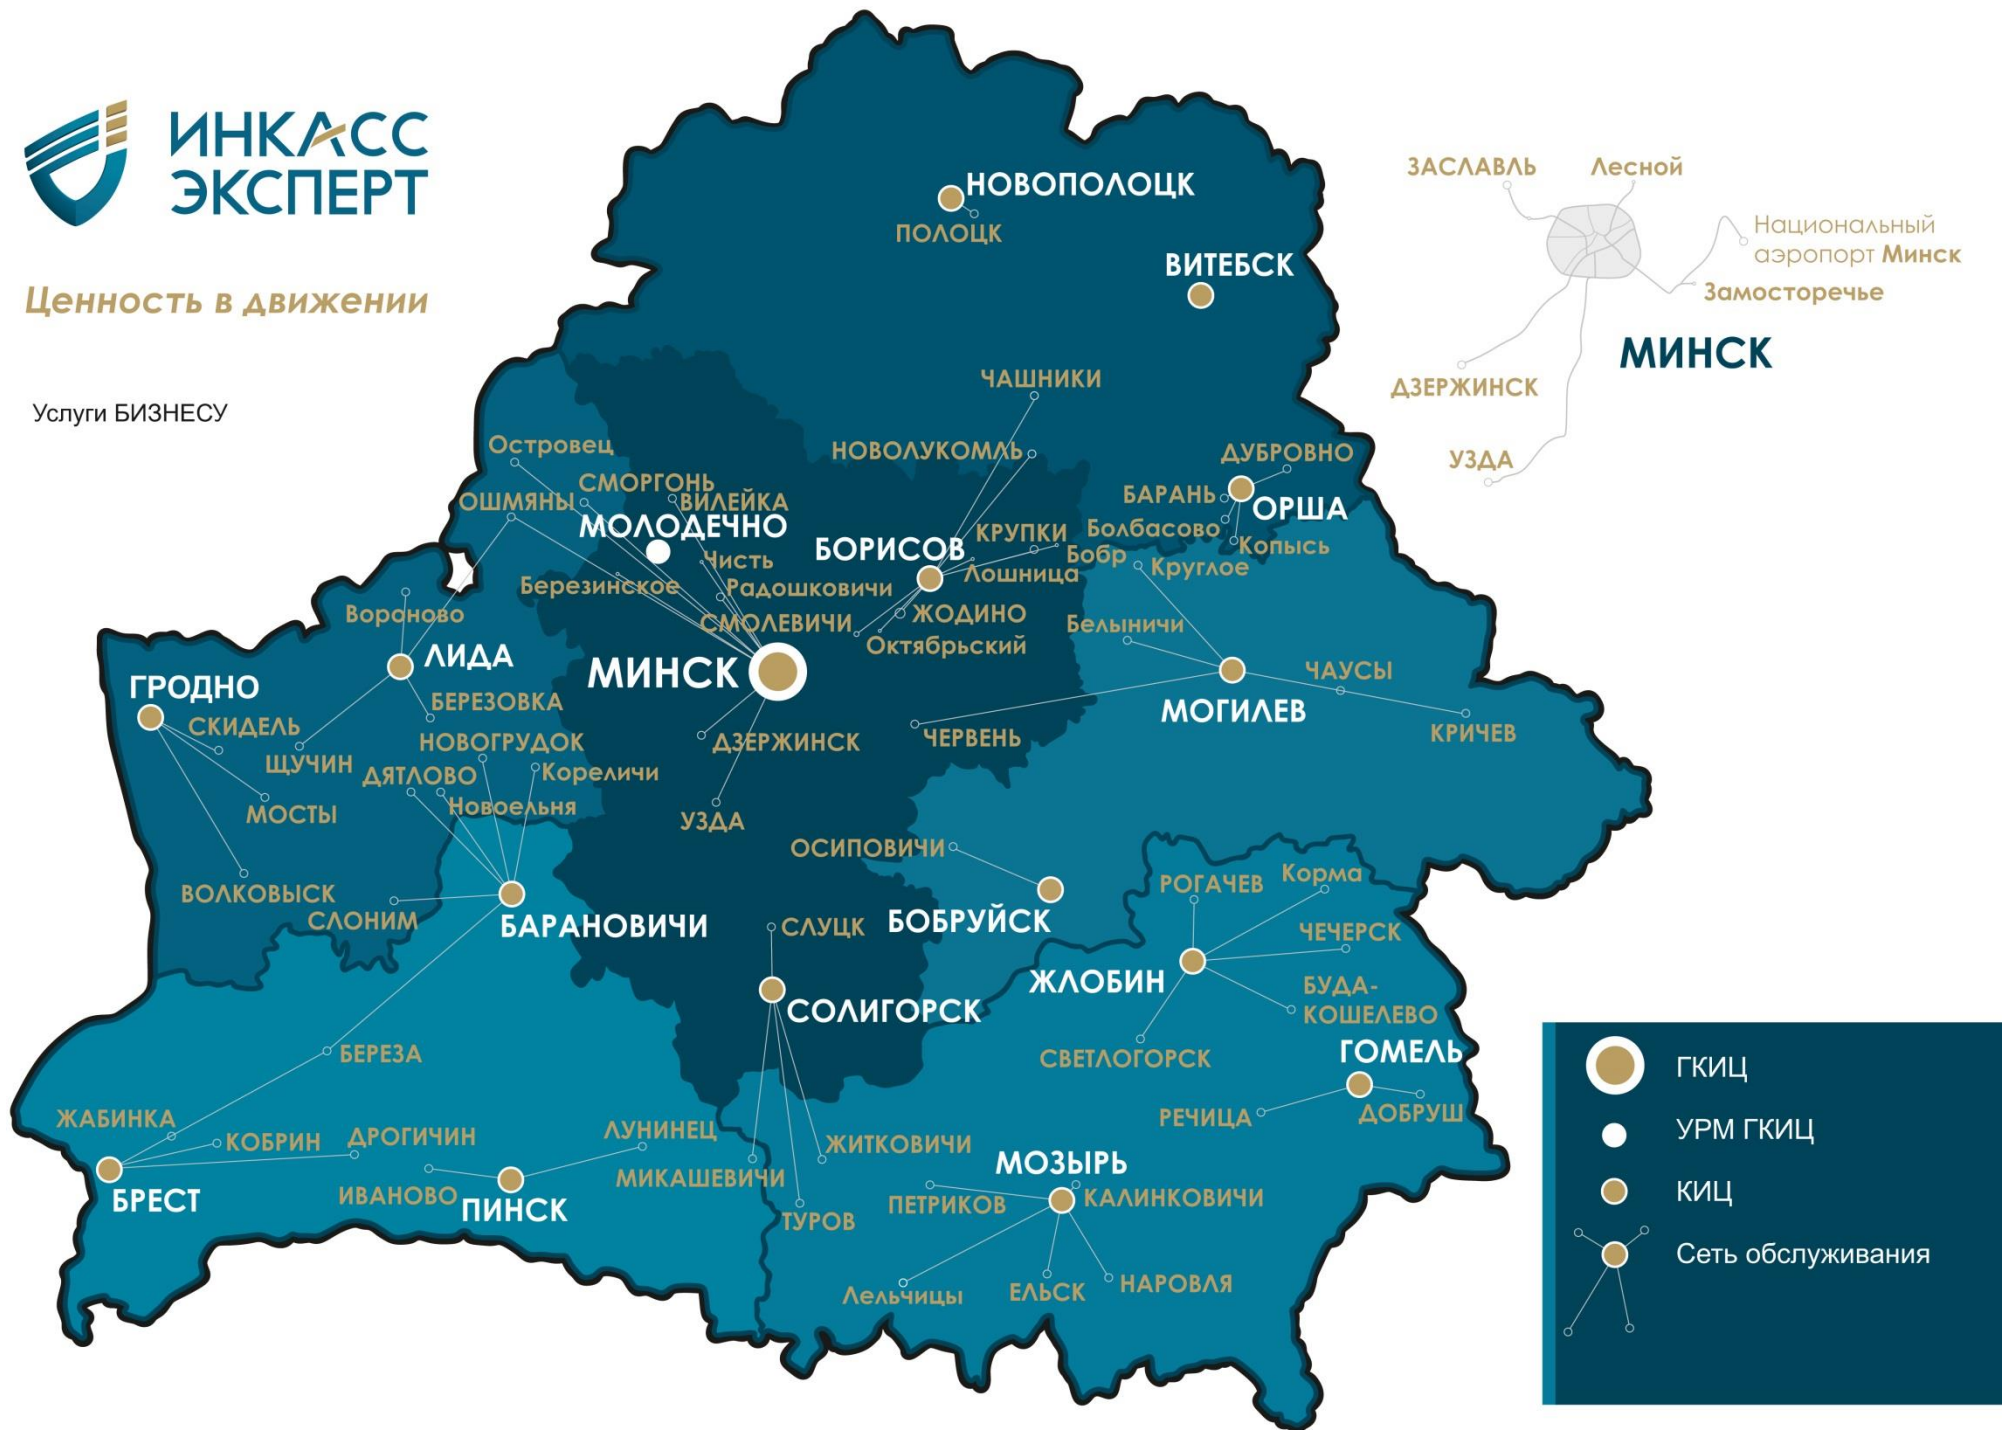 ИНКАСС
ЭКСПЕРТ
Ценность в движении
Услуги БИЗНЕСУ
ЗАСЛАВЛЬ
Лесной
Национальный
аэропорт Минск
Замосторечье
МИНСК
ДЗЕРЖИНСК
УЗДА
НОВОПОЛОЦК
ПОЛОЦК
ВИТЕБСК
ЧАШНИКИ
НОВОЛУКОМЛЬ
ДУБРОВНО
БАРАНЬ
ОРША
Болбасово
Копысь
Островец
СМОРГОНЬ
ВИЛЕЙКА
ОШМЯНЫ
МОЛОДЕЧНО
Чисть
Березинское
Радошковичи
БОРИСОВ
КРУПКИ
Бобр
Лошница
Круглое
СМОЛЕВИЧИ
ЖОДИНО
Октябрьский
Белыничи
Вороново
ЛИДА
МИНСК
ГРОДНО
СКИДЕЛЬ
БЕРЕЗОВКА
ЩУЧИН
НОВОГРУДОК
ДЯТЛОВО
Кореличи
Новоельня
МОСТЫ
ДЗЕРЖИНСК
УЗДА
ЧЕРВЕНЬ
МОГИЛЕВ
ЧАУСЫ
КРИЧЕВ
ВОЛКОВЫСК
СЛОНИМ
БАРАНОВИЧИ
ОСИПОВИЧИ
БОБРУЙСК
СЛУЦК
СОЛИГОРСК
РОГАЧЕВ
Корма
ЧЕЧЕРСК
ЖЛОБИН
БУДА-
КОШЕЛЕВО
СВЕТЛОГОРСК
ГОМЕЛЬ
РЕЧИЦА
ДОБРУШ
БЕРЕЗА
ЖАБИНКА
КОБРИН
ДРОГИЧИН
ЛУНИНЕЦ
БРЕСТ
ИВАНОВО
ПИНСК
МИКАШЕВИЧИ
ЖИТКОВИЧИ
ТУРОВ
МОЗЫРЬ
ПЕТРИКОВ
КАЛИНКОВИЧИ
Лельчицы
ЕЛЬСК
НАРОВЛЯ
ГКИЦ
УРМ ГКИЦ
КИЦ
Сеть обслуживания